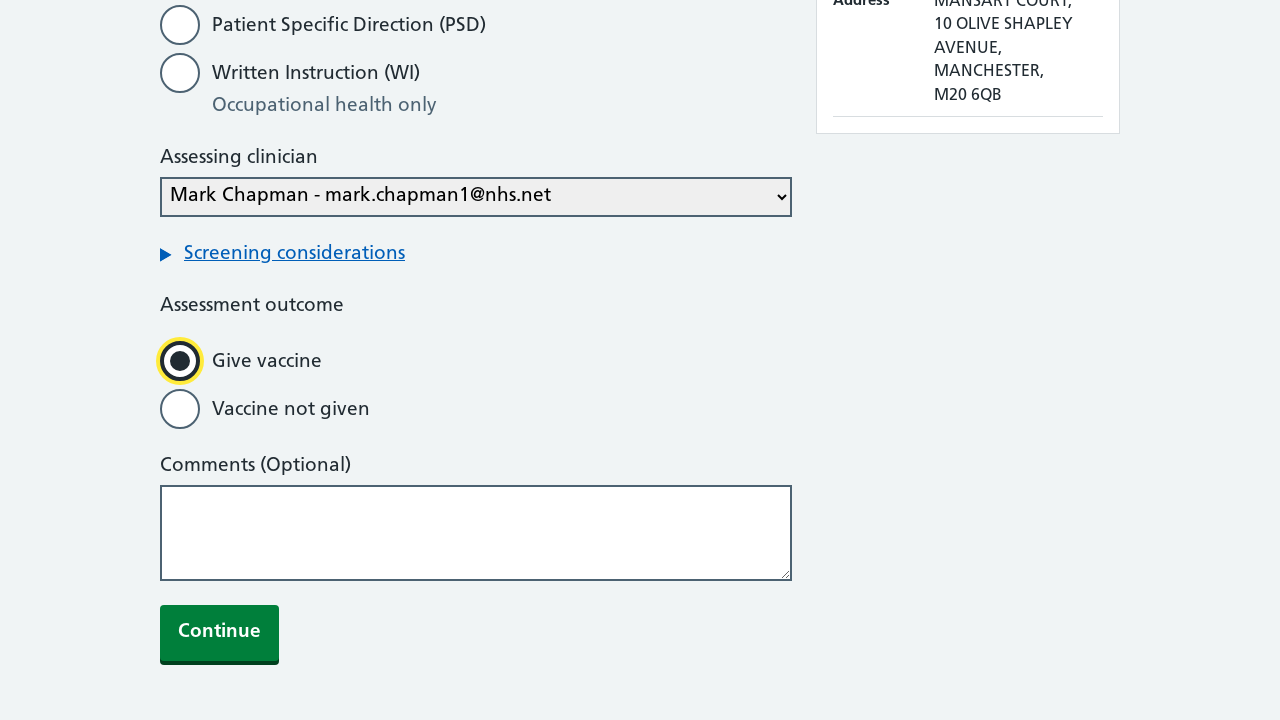 Patient Specific Direction (PSD)
Written Instruction (WI)
Occupational health only
Assessing clinician
Mark Chapman - mark.chapman1@nhs.net
Screening considerations
Assessment outcome
Give vaccine
Vaccine not given
Comments (Optional)
Continue
Address
MANSART COURT,
10 OLIVE SHAPLEY
AVENUE,
MANCHESTER,
M20 6QB